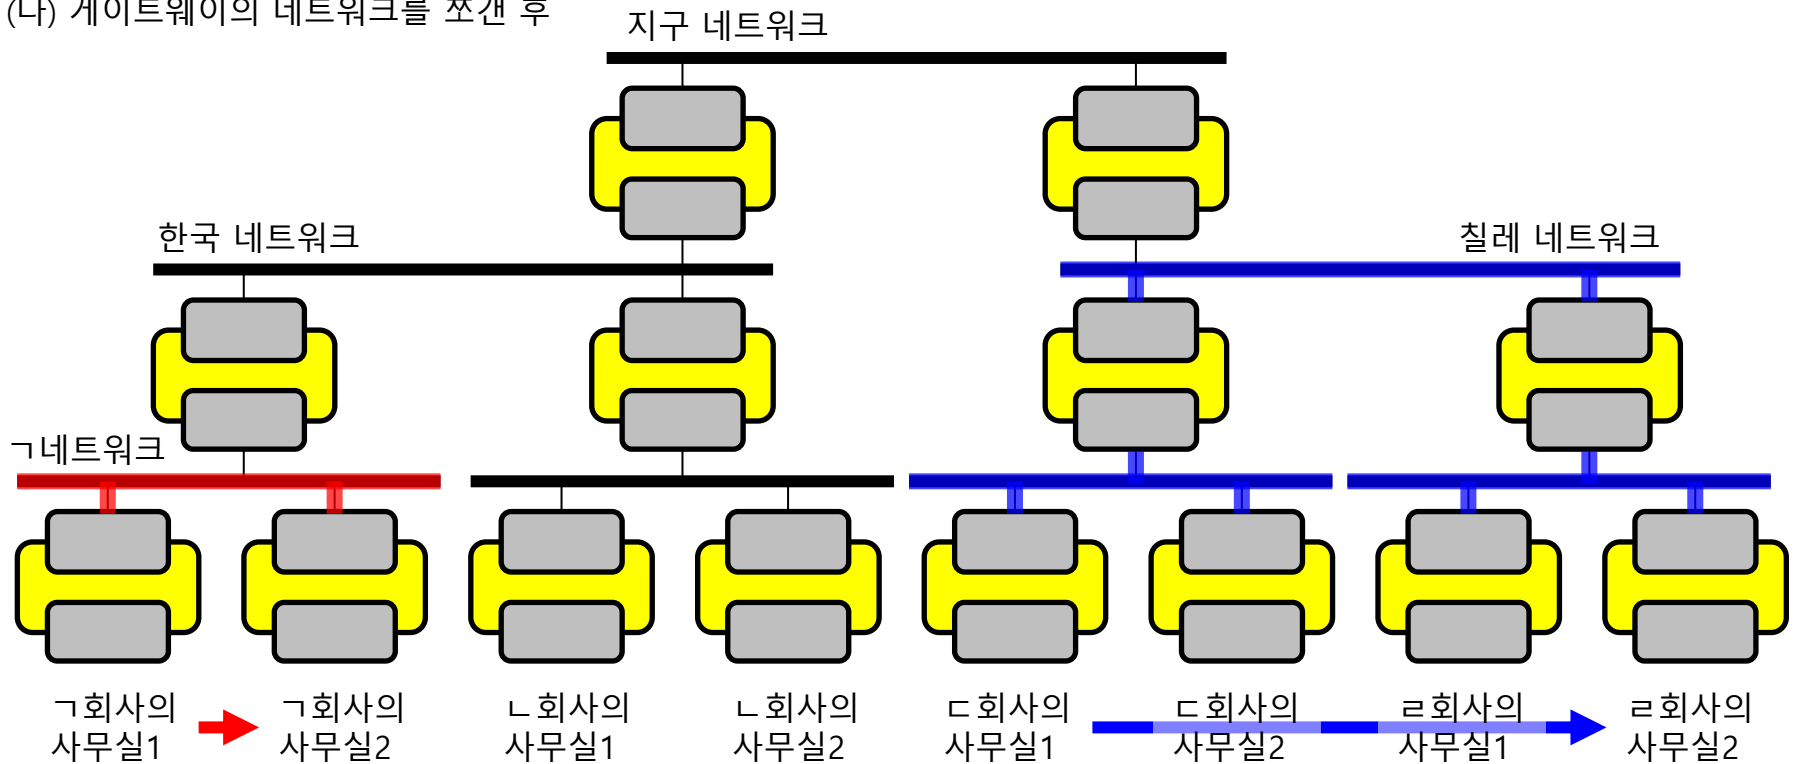 (나) 게이트웨이의 네트워크를 쪼갠 후
지구 네트워크
한국 네트워크
칠레 네트워크
ㄱ네트워크
ㄱ회사의
사무실1
ㄱ회사의
사무실2
ㄴ회사의
사무실1
ㄴ회사의
사무실2
ㄷ회사의
사무실1
ㄷ회사의
사무실2
ㄹ회사의
사무실1
ㄹ회사의
사무실2